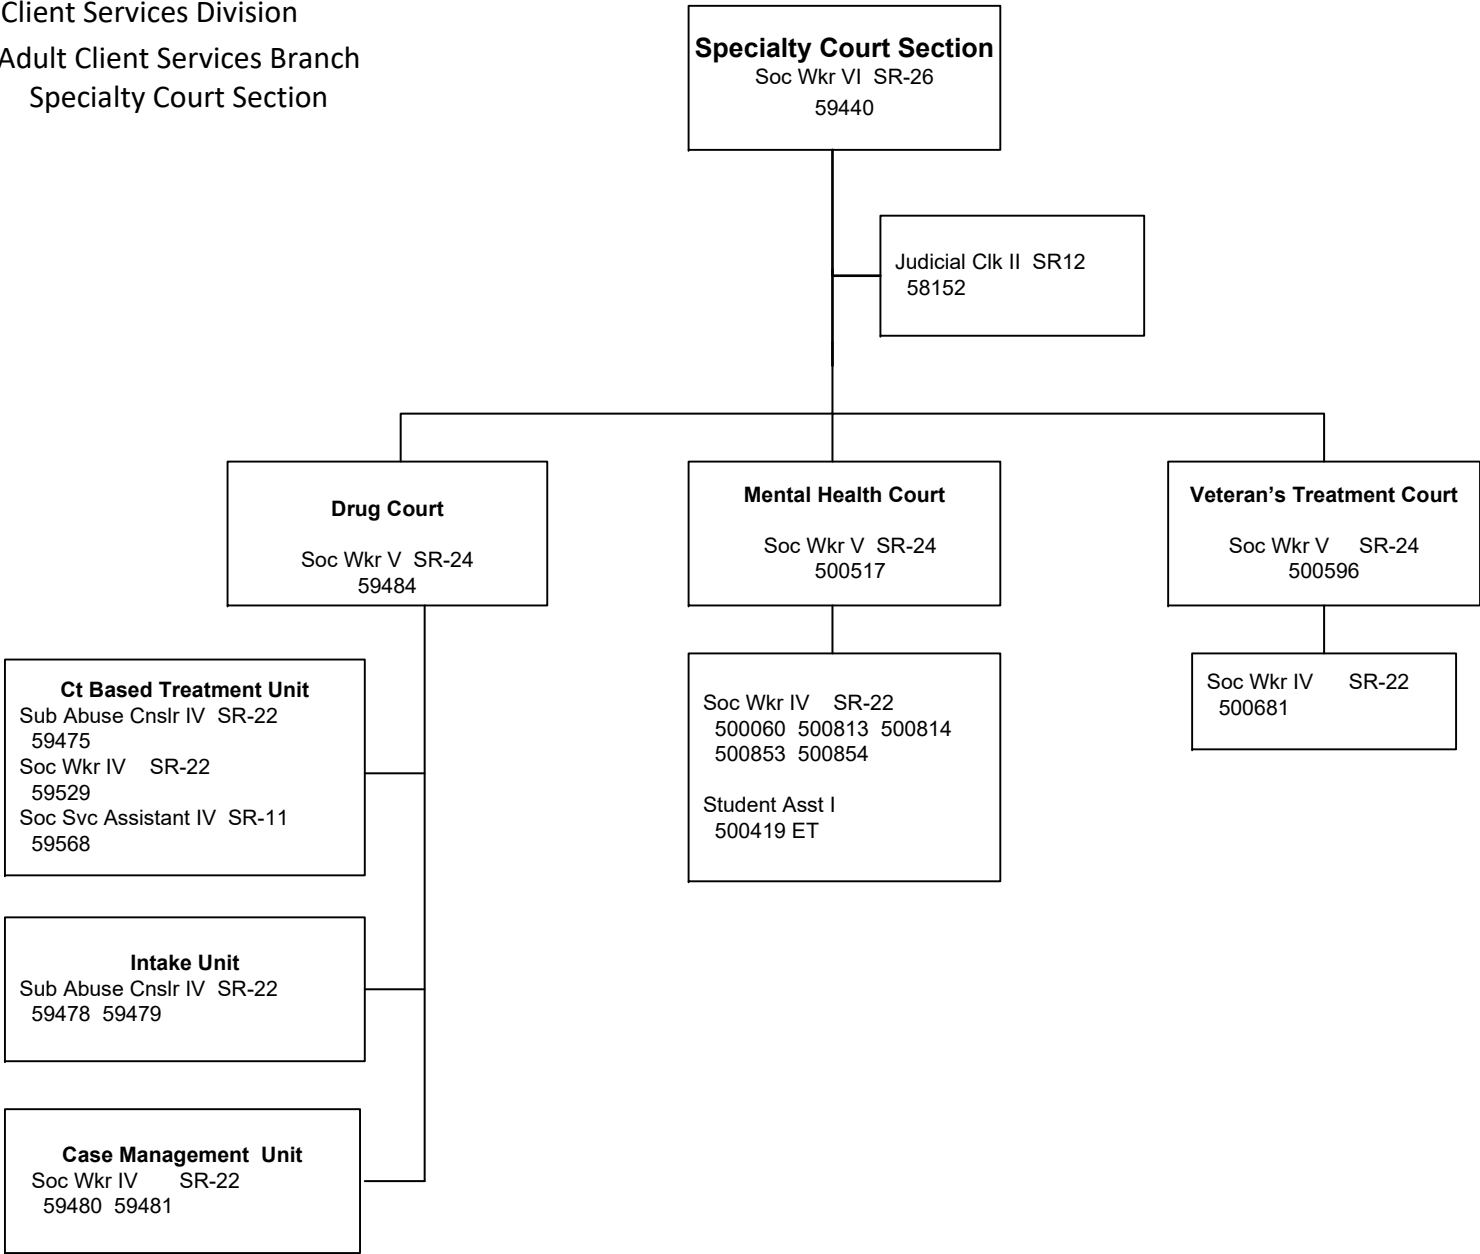 Client Services Division
Adult Client Services Branch
Specialty Court Section
Specialty Court Section
Soc Wkr VI SR-26
59440
Judicial Clk II SR12
58152
Drug Court
Soc Wkr V SR-24
59484
Mental Health Court
Soc Wkr V SR-24
500517
Veteran's Treatment Court
Soc Wkr V SR-24
500596
Ct Based Treatment Unit
Sub Abuse Cnslr IV SR-22
59475
Soc Wkr IV SR-22
59529
Soc Svc Assistant IV SR-11
59568
Soc Wkr IV SR-22
500060 500813 500814
500853 500854
Student Asst I
500419 ET
Soc Wkr IV SR-22
500681
Intake Unit
Sub Abuse Cnslr IV SR-22
59478 59479
Case Management Unit
Soc Wkr IV SR-22
59480 59481